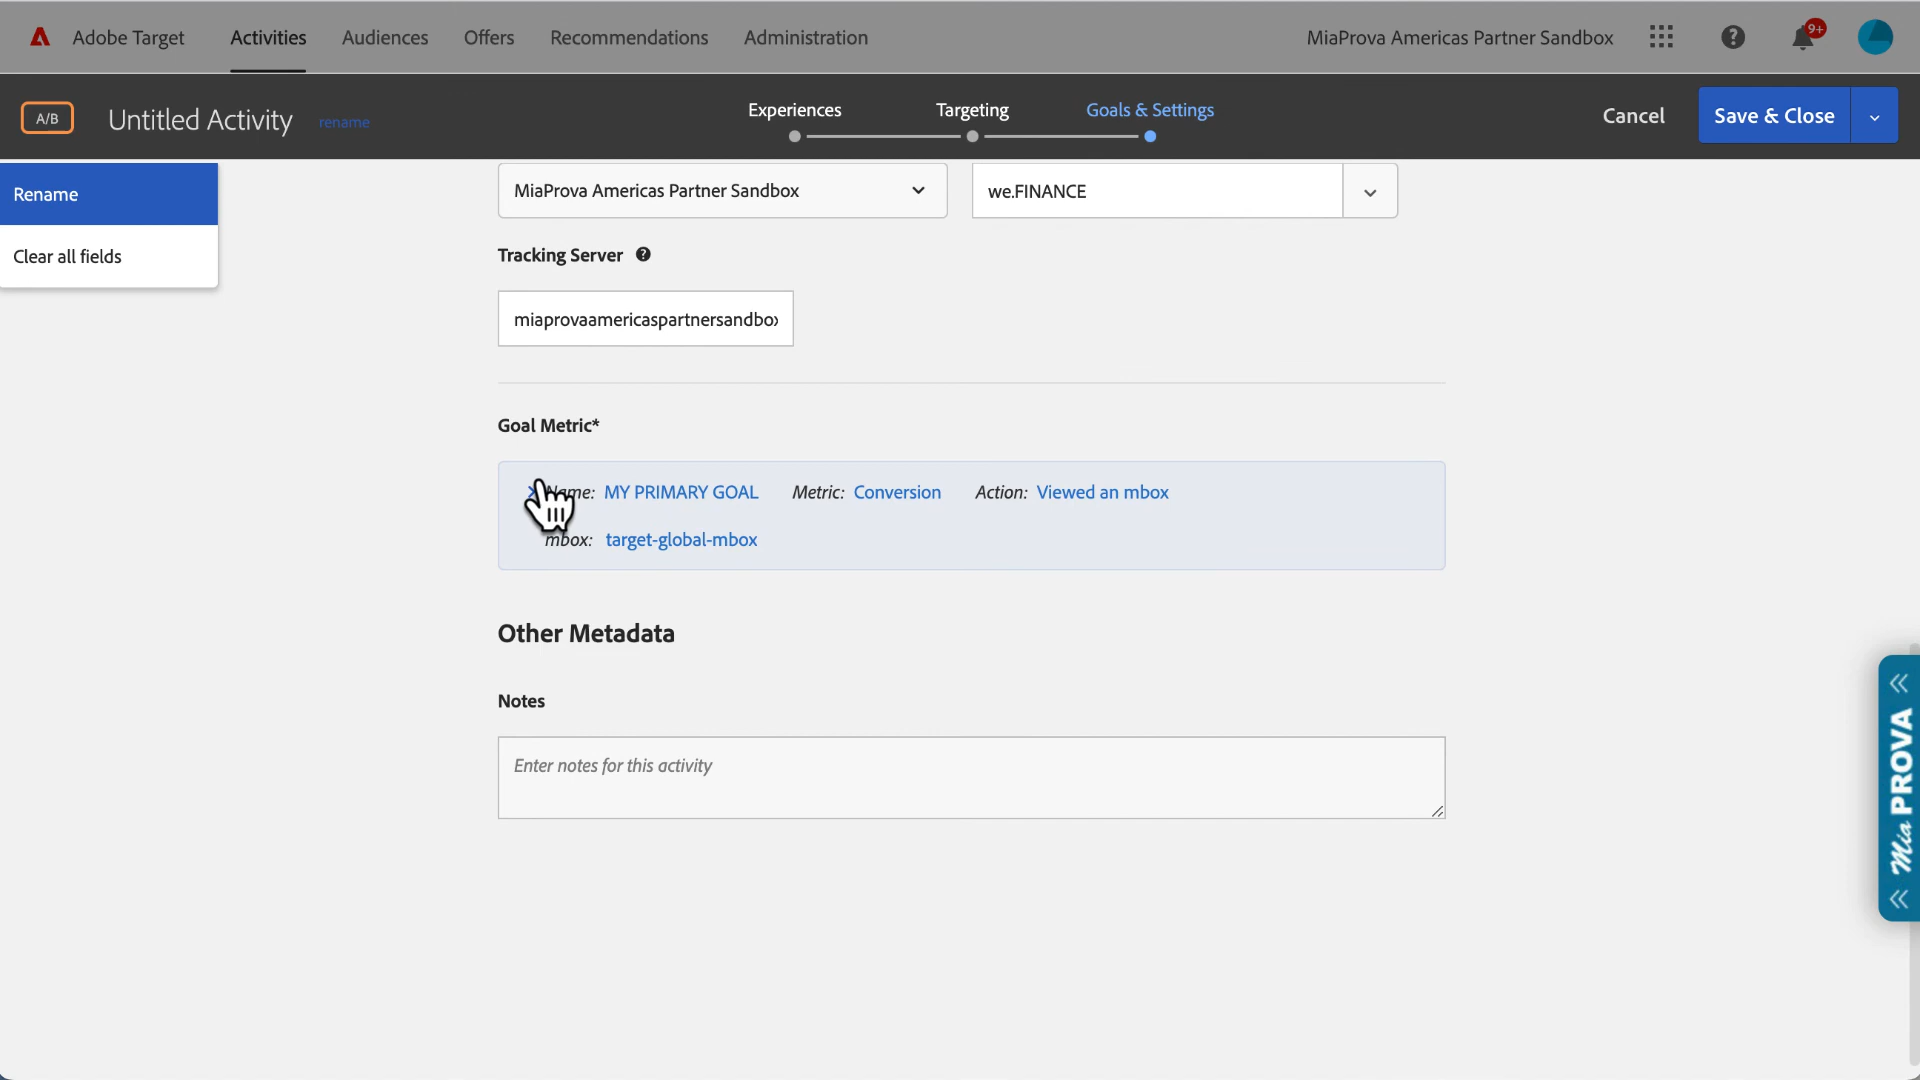 Adobe Target Activities Audiences Offers Recommendations Administration MiaProva Americas Partner Sandbox 9+
A/B Untitled Activity rename Experiences Targeting Goals & Settings Cancel Save & Close
Rename
Clear all fields
MiaProva Americas Partner Sandbox we.FINANCE
Tracking Server
miaprovaamericaspartnersandbox
Goal Metric*
Name: MY PRIMARY GOAL Metric: Conversion Action: Viewed an mbox
mbox: target-global-mbox
Other Metadata
Notes
Enter notes for this activity
Mia PROVA